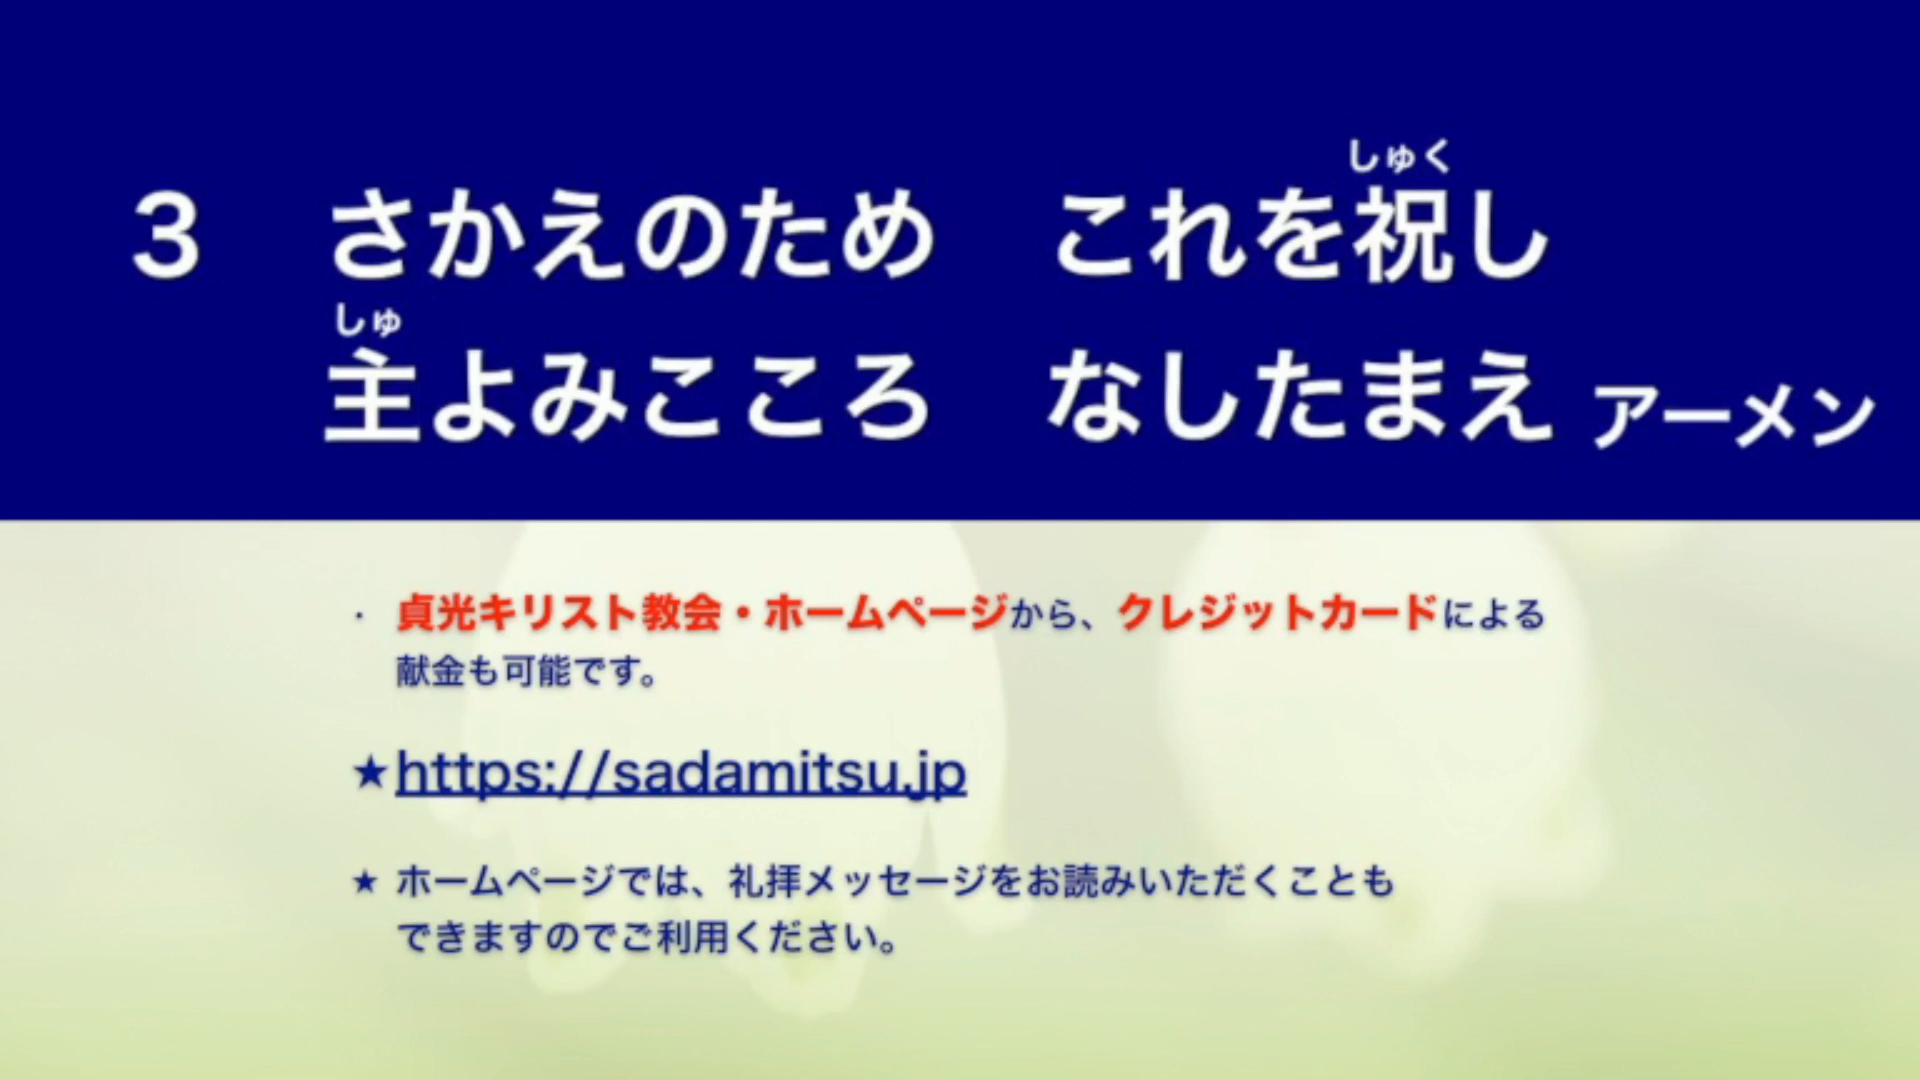 しゅく
3 さかえのため これを祝し
しゅ
主よみこころ なしたまえ アーメン
・ 貞光キリスト教会・ホームページから、クレジットカードによる
献金も可能です。
★https://sadamitsu.jp
★ ホームページでは、礼拝メッセージをお読みいただくことも
できますのでご利用ください。